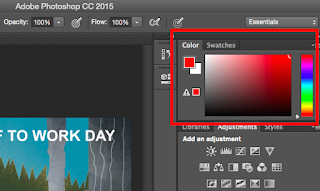 Adobe Photoshop CC 2015
Opacity: 100% Flow: 100% Essentials
Color Swatches
F TO WORK DAY
Libraries Adjustments Styles
Add an adjustment